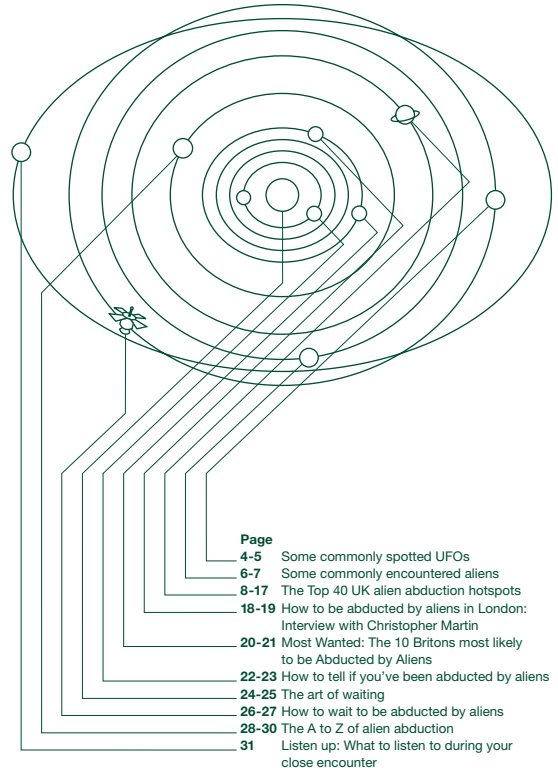 Page
4-5 Some commonly spotted UFOs
6-7 Some commonly encountered aliens
8-17 The Top 40 UK alien abduction hotspots
18-19 How to be abducted by aliens in London:
Interview with Christopher Martin
20-21 Most Wanted: The 10 Britons most likely
to be Abducted by Aliens
22-23 How to tell if you've been abducted by aliens
24-25 The art of waiting
26-27 How to wait to be abducted by aliens
28-30 The A to Z of alien abduction
31 Listen up: What to listen to during your
close encounter